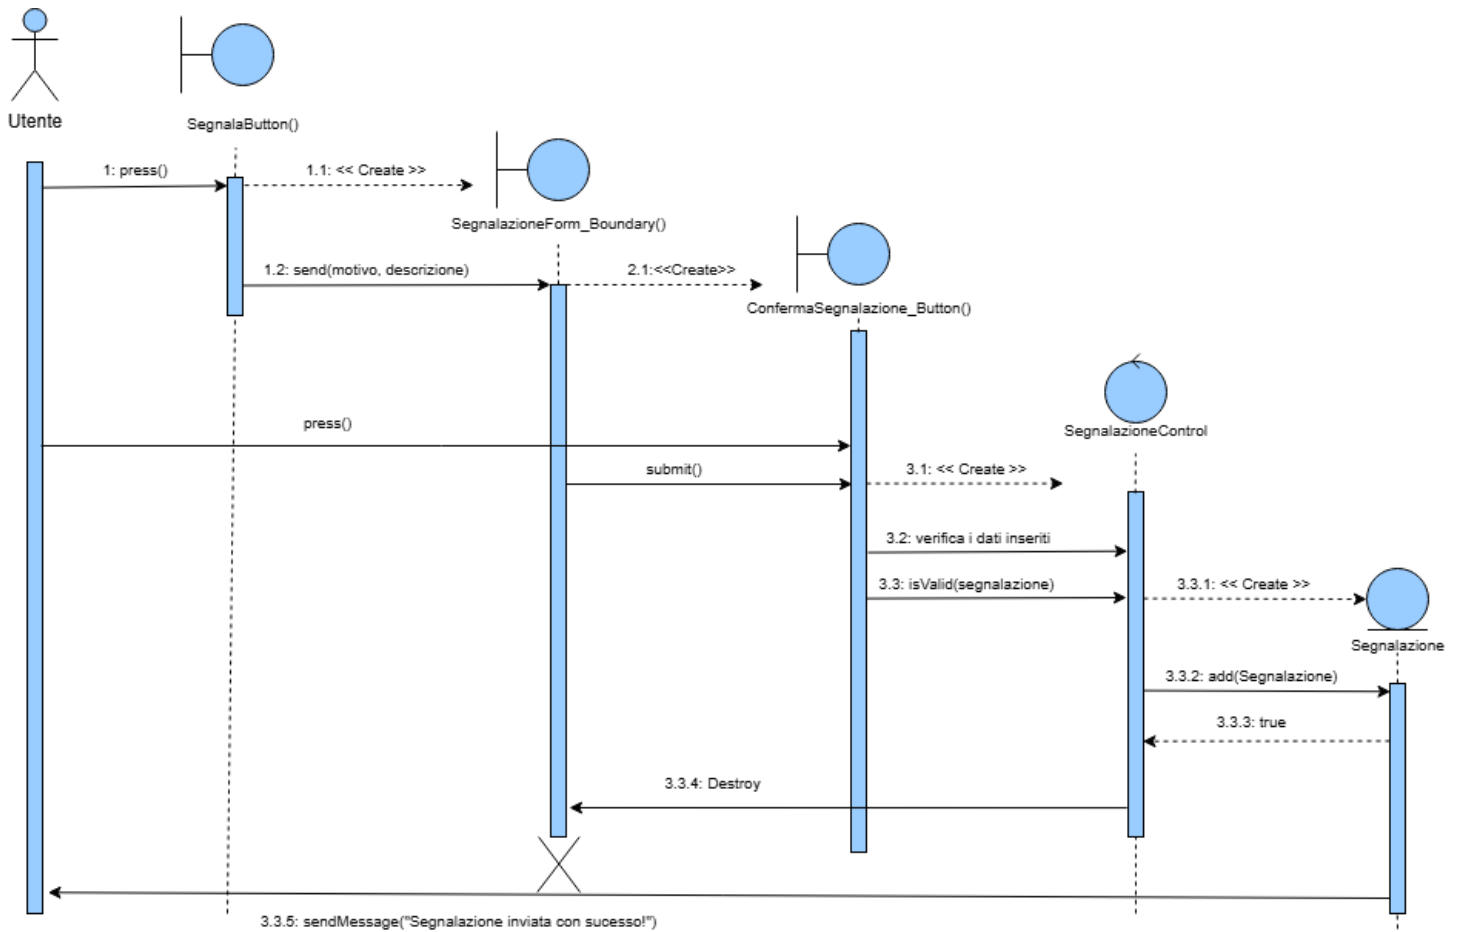 Utente
SegnalaButton()
1: press()
1.1: << Create >>
SegnalazioneForm_Boundary()
1.2: send(motivo, descrizione)
2.1:<<Create>>
ConfermaSegnalazione_Button()
press()
SegnalazioneControl
submit()
3.1: << Create >>
3.2: verifica i dati inseriti
3.3: isValid(segnalazione)
3.3.1: << Create >>
Segnalazione
3.3.2: add(Segnalazione)
3.3.3: true
3.3.4: Destroy
3.3.5: sendMessage("Segnalazione inviata con sucesso!")